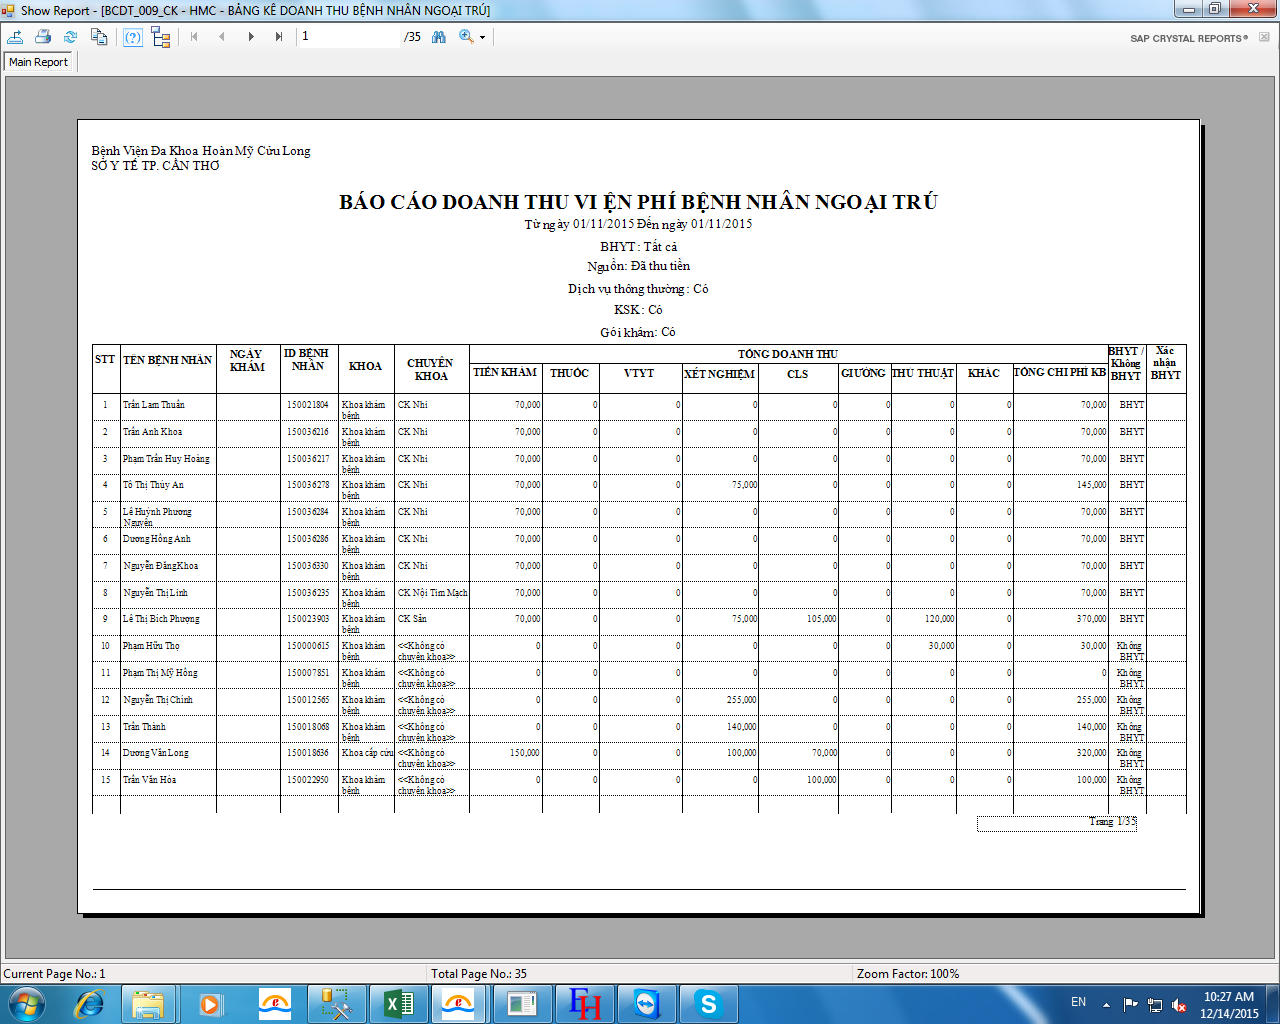 Show Report - [BCDT_009_CK - HMC - BẢNG KÊ DOANH THU BỆNH NHÂN NGOẠI TRÚ]
1 /35 SAP CRYSTAL REPORTS®
Main Report
Bệnh Viện Đa Khoa Hoàn Mỹ Cửu Long
SỞ Y TẾ TP. CẦN THƠ
BÁO CÁO DOANH THU VIỆN PHÍ BỆNH NHÂN NGOẠI TRÚ
Từ ngày 01/11/2015 Đến ngày 01/11/2015
BHYT : Tất cả
Nguồn: Đã thu tiền
Dịch vụ thông thường : Có
KSK : Có
Gói khám: Có
STT TÊN BỆNH NHÂN NGÀY KHÁM ID BỆNH NHÂN KHOA CHUYÊN KHOA TỔNG DOANH THU BHYT / Không BHYT Xác nhận BHYT
TIỀN KHÁM THUỐC VTYT XÉT NGHIỆM CLS GIƯỜNG THỦ THUẬT KHÁC TỔNG CHI PHÍ KB
1 Trần Lam Thuần 150021804 Khoa khám bệnh CK Nhi 70,000 0 0 0 0 0 0 0 70,000 BHYT
2 Trần Anh Khoa 150036216 Khoa khám bệnh CK Nhi 70,000 0 0 0 0 0 0 0 70,000 BHYT
3 Phạm Trần Huy Hoàng 150036217 Khoa khám bệnh CK Nhi 70,000 0 0 0 0 0 0 0 70,000 BHYT
4 Tô Thị Thúy An 150036278 Khoa khám bệnh CK Nhi 70,000 0 0 75,000 0 0 0 0 145,000 BHYT
5 Lê Huỳnh Phương Nguyên 150036284 Khoa khám bệnh CK Nhi 70,000 0 0 0 0 0 0 0 70,000 BHYT
6 Dương Hồng Anh 150036286 Khoa khám bệnh CK Nhi 70,000 0 0 0 0 0 0 0 70,000 BHYT
7 Nguyễn Đăng Khoa 150036330 Khoa khám bệnh CK Nhi 70,000 0 0 0 0 0 0 0 70,000 BHYT
8 Nguyễn Thị Linh 150036235 Khoa khám bệnh CK Nội Tim Mạch 70,000 0 0 0 0 0 0 0 70,000 BHYT
9 Lê Thị Bích Phượng 150023903 Khoa khám bệnh CK Sản 70,000 0 0 75,000 105,000 0 120,000 0 370,000 BHYT
10 Phạm Hữu Thọ 150000615 Khoa khám bệnh <<Không có chuyên khoa>> 0 0 0 0 0 0 30,000 0 30,000 Không BHYT
11 Phạm Thị Mỹ Hồng 150007851 Khoa khám bệnh <<Không có chuyên khoa>> 0 0 0 0 0 0 0 0 0 Không BHYT
12 Nguyễn Thị Chính 150012565 Khoa khám bệnh <<Không có chuyên khoa>> 0 0 0 255,000 0 0 0 0 255,000 Không BHYT
13 Trần Thành 150018068 Khoa khám bệnh <<Không có chuyên khoa>> 0 0 0 140,000 0 0 0 0 140,000 Không BHYT
14 Dương Văn Long 150018636 Khoa cấp cứu <<Không có chuyên khoa>> 150,000 0 0 100,000 70,000 0 0 0 320,000 Không BHYT
15 Trần Văn Hóa 150022950 Khoa khám bệnh <<Không có chuyên khoa>> 0 0 0 0 100,000 0 0 0 100,000 Không BHYT
Trang 1/35
Current Page No.: 1 Total Page No.: 35 Zoom Factor: 100%
EN 10:27 AM
12/14/2015